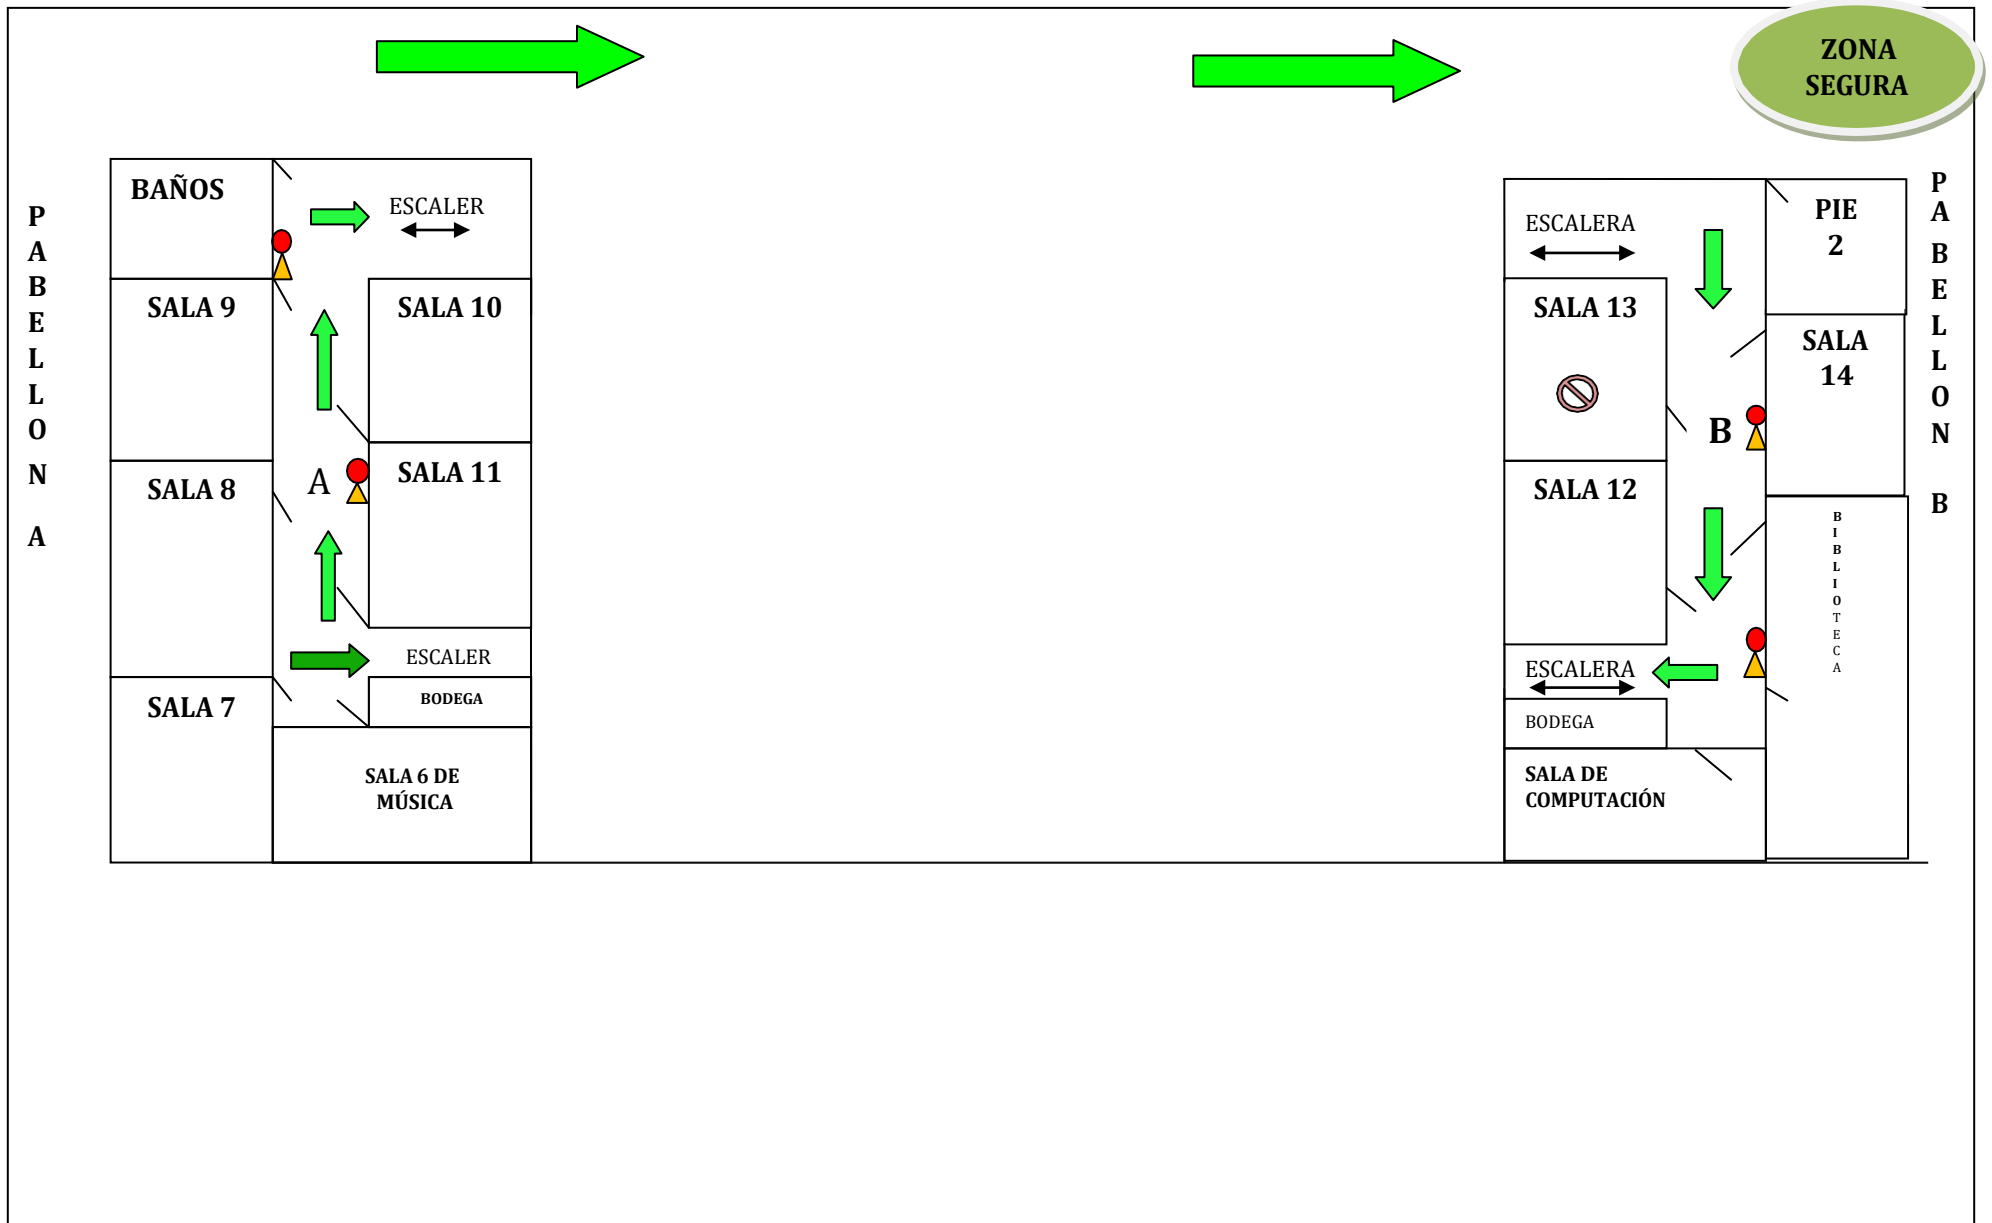 ZONA
SEGURA
P
A
B
E
L
L
O
N
A
BAÑOS
ESCALER
SALA 9
SALA 10
SALA 8
A
SALA 11
ESCALER
BODEGA
SALA 7
SALA 6 DE
MÚSICA
ESCALERA
PIE
2
SALA 13
SALA
14
B
SALA 12
B
I
B
L
I
O
T
E
C
A
ESCALERA
BODEGA
SALA DE
COMPUTACIÓN
P
A
B
E
L
L
O
N
B